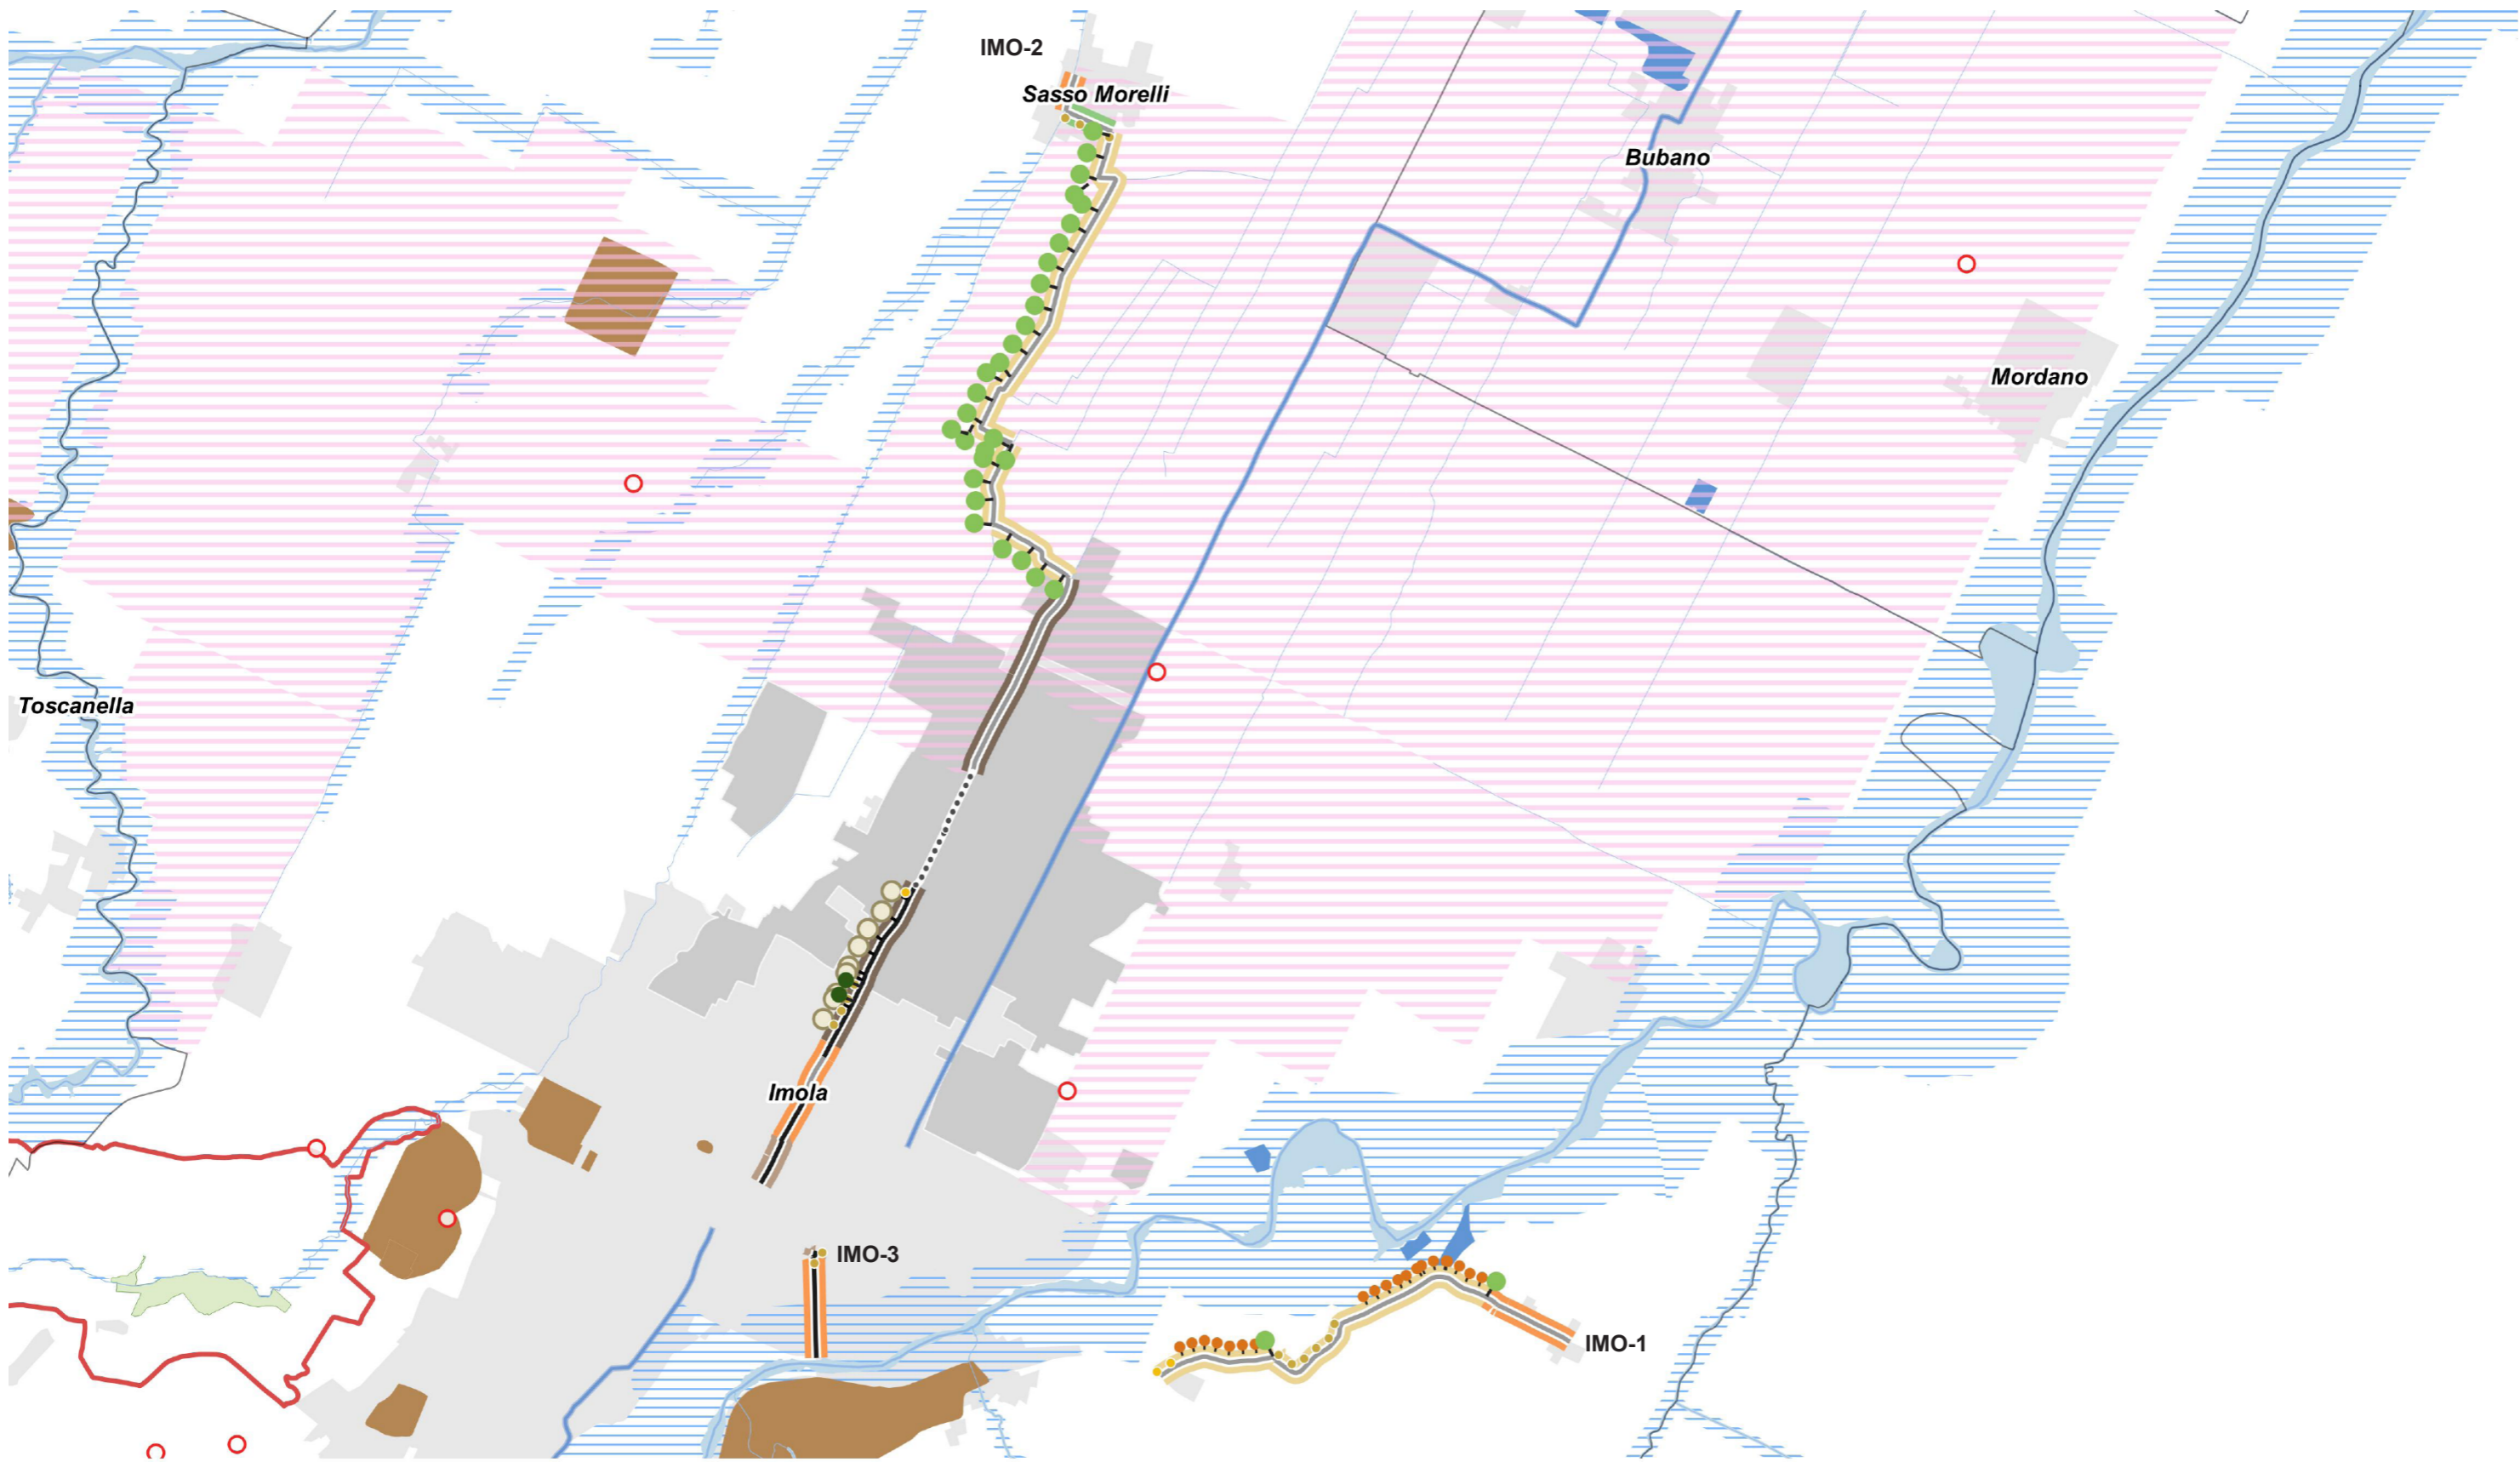 IMO-2
Sasso Morelli
Bubano
Mordano
Toscanella
Imola
IMO-3
IMO-1